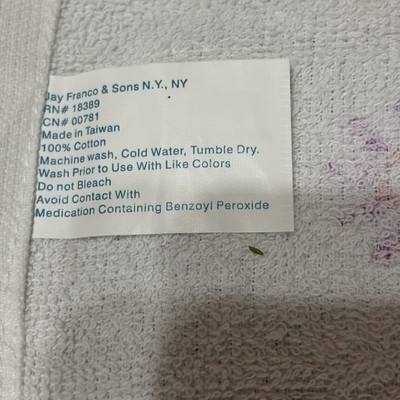 Jay Franco & Sons N.Y., NY
RN# 18389
CN# 00781
Made in Taiwan
100% Cotton
Machine wash, Cold Water, Tumble Dry.
Wash Prior to Use With Like Colors
Do not Bleach
Avoid Contact With
Medication Containing Benzoyl Peroxide